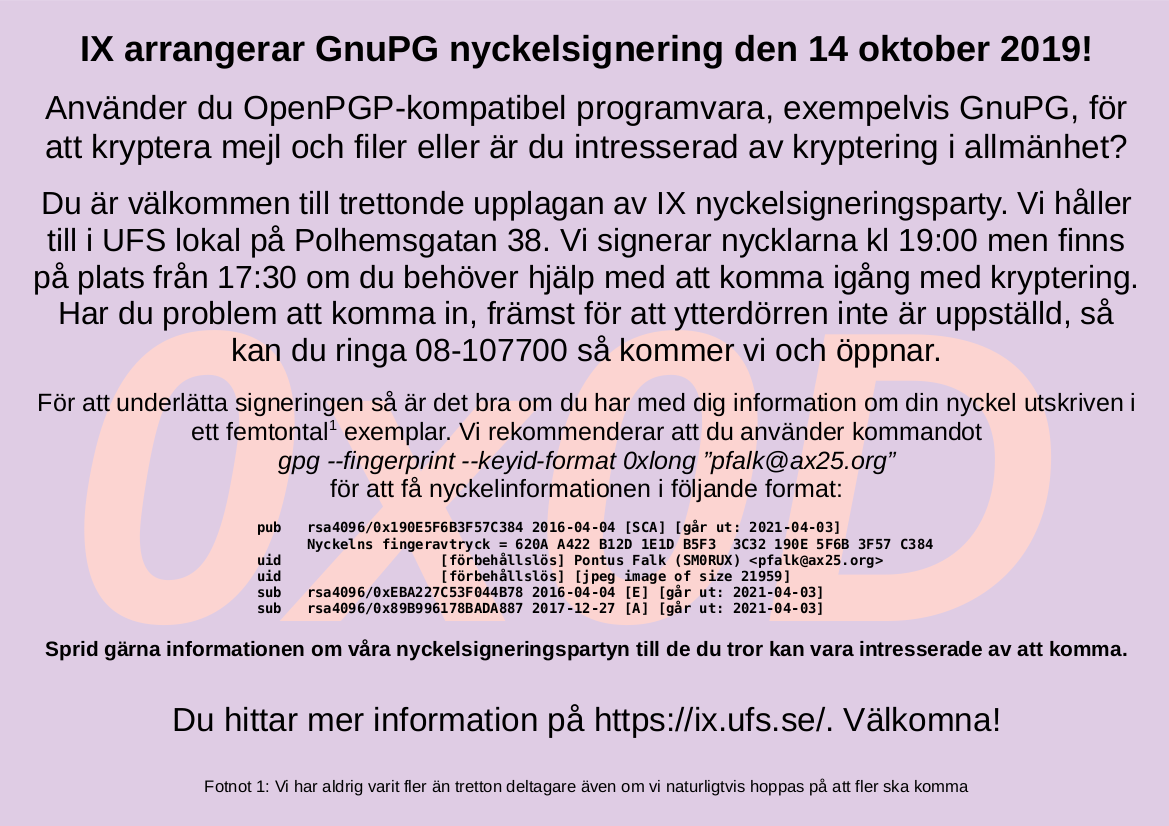 IX arrangerar GnuPG nyckelsignering den 14 oktober 2019!
Använder du OpenPGP-kompatibel programvara, exempelvis GnuPG, för
att kryptera mejl och filer eller är du intresserad av kryptering i allmänhet?
Du är välkommen till trettonde upplagan av IX nyckelsigneringsparty. Vi håller
till i UFS lokal på Polhemsgatan 38. Vi signerar nycklarna kl 19:00 men finns
på plats från 17:30 om du behöver hjälp med att komma igång med kryptering.
Har du problem att komma in, främst för att ytterdörren inte är uppställd, så
kan du ringa 08-107700 så kommer vi och öppnar.
0x0D
För att underlätta signeringen så är det bra om du har med dig information om din nyckel utskriven i
ett femtontal¹ exemplar. Vi rekommenderar att du använder kommandot
gpg --fingerprint --keyid-format 0xlong ”pfalk@ax25.org”
för att få nyckelinformationen i följande format:
pub rsa4096/0x190E5F6B3F57C384 2016-04-04 [SCA] [går ut: 2021-04-03]
Nyckelns fingeravtryck = 620A A422 B12D 1E1D B5F3 3C32 190E 5F6B 3F57 C384
uid [förbehållslös] Pontus Falk (SM0RUX) <pfalk@ax25.org>
uid [förbehållslös] [jpeg image of size 21959]
sub rsa4096/0xEBA227C53F044B78 2016-04-04 [E] [går ut: 2021-04-03]
sub rsa4096/0x89B996178BADA887 2017-12-27 [A] [går ut: 2021-04-03]
Sprid gärna informationen om våra nyckelsigneringspartyn till de du tror kan vara intresserade av att komma.
Du hittar mer information på https://ix.ufs.se/. Välkomna!
Fotnot 1: Vi har aldrig varit fler än tretton deltagare även om vi naturligtvis hoppas på att fler ska komma